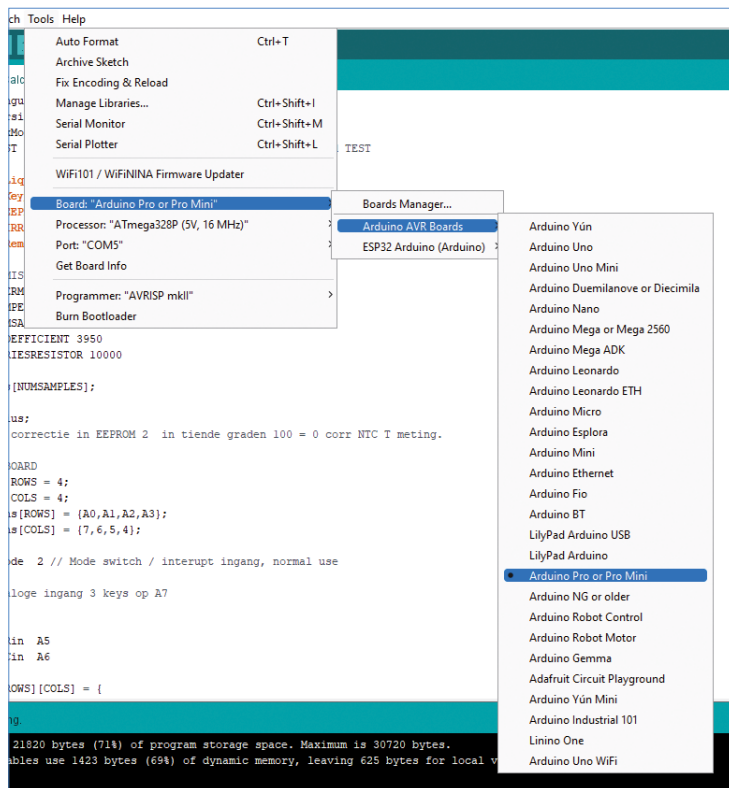 ch Tools Help
Auto Format Ctrl+T
Archive Sketch
Fix Encoding & Reload
Manage Libraries... Ctrl+Shift+I
Serial Monitor Ctrl+Shift+M
Serial Plotter Ctrl+Shift+L
WiFi101 / WiFiNINA Firmware Updater
Board: "Arduino Pro or Pro Mini"
Processor: "ATmega328P (5V, 16 MHz)"
Port: "COM5"
Get Board Info
Programmer: "AVRISP mkII"
Burn Bootloader
Boards Manager...
Arduino AVR Boards
ESP32 Arduino (Arduino)
Arduino Yún
Arduino Uno
Arduino Uno Mini
Arduino Duemilanove or Diecimila
Arduino Nano
Arduino Mega or Mega 2560
Arduino Mega ADK
Arduino Leonardo
Arduino Leonardo ETH
Arduino Micro
Arduino Esplora
Arduino Mini
Arduino Ethernet
Arduino Fio
Arduino BT
LilyPad Arduino USB
LilyPad Arduino
Arduino Pro or Pro Mini
Arduino NG or older
Arduino Robot Control
Arduino Robot Motor
Arduino Gemma
Adafruit Circuit Playground
Arduino Yún Mini
Arduino Industrial 101
Linino One
Arduino Uno WiFi
TEST
EFFICIENT 3950
IESRESISTOR 10000
[NUMSAMPLES];
us;
correctie in EEPROM 2 in tiende graden 100 = 0 corr NTC T meting.
OARD
ROWS = 4;
COLS = 4;
s[ROWS] = {A0,A1,A2,A3};
s[COLS] = {7,6,5,4};
de 2 // Mode switch / interupt ingang, normal use
loge ingang 3 keys op A7
in A5
in A6
OWS][COLS] = {
ng.
21820 bytes (71%) of program storage space. Maximum is 30720 bytes.
ables use 1423 bytes (69%) of dynamic memory, leaving 625 bytes for local v